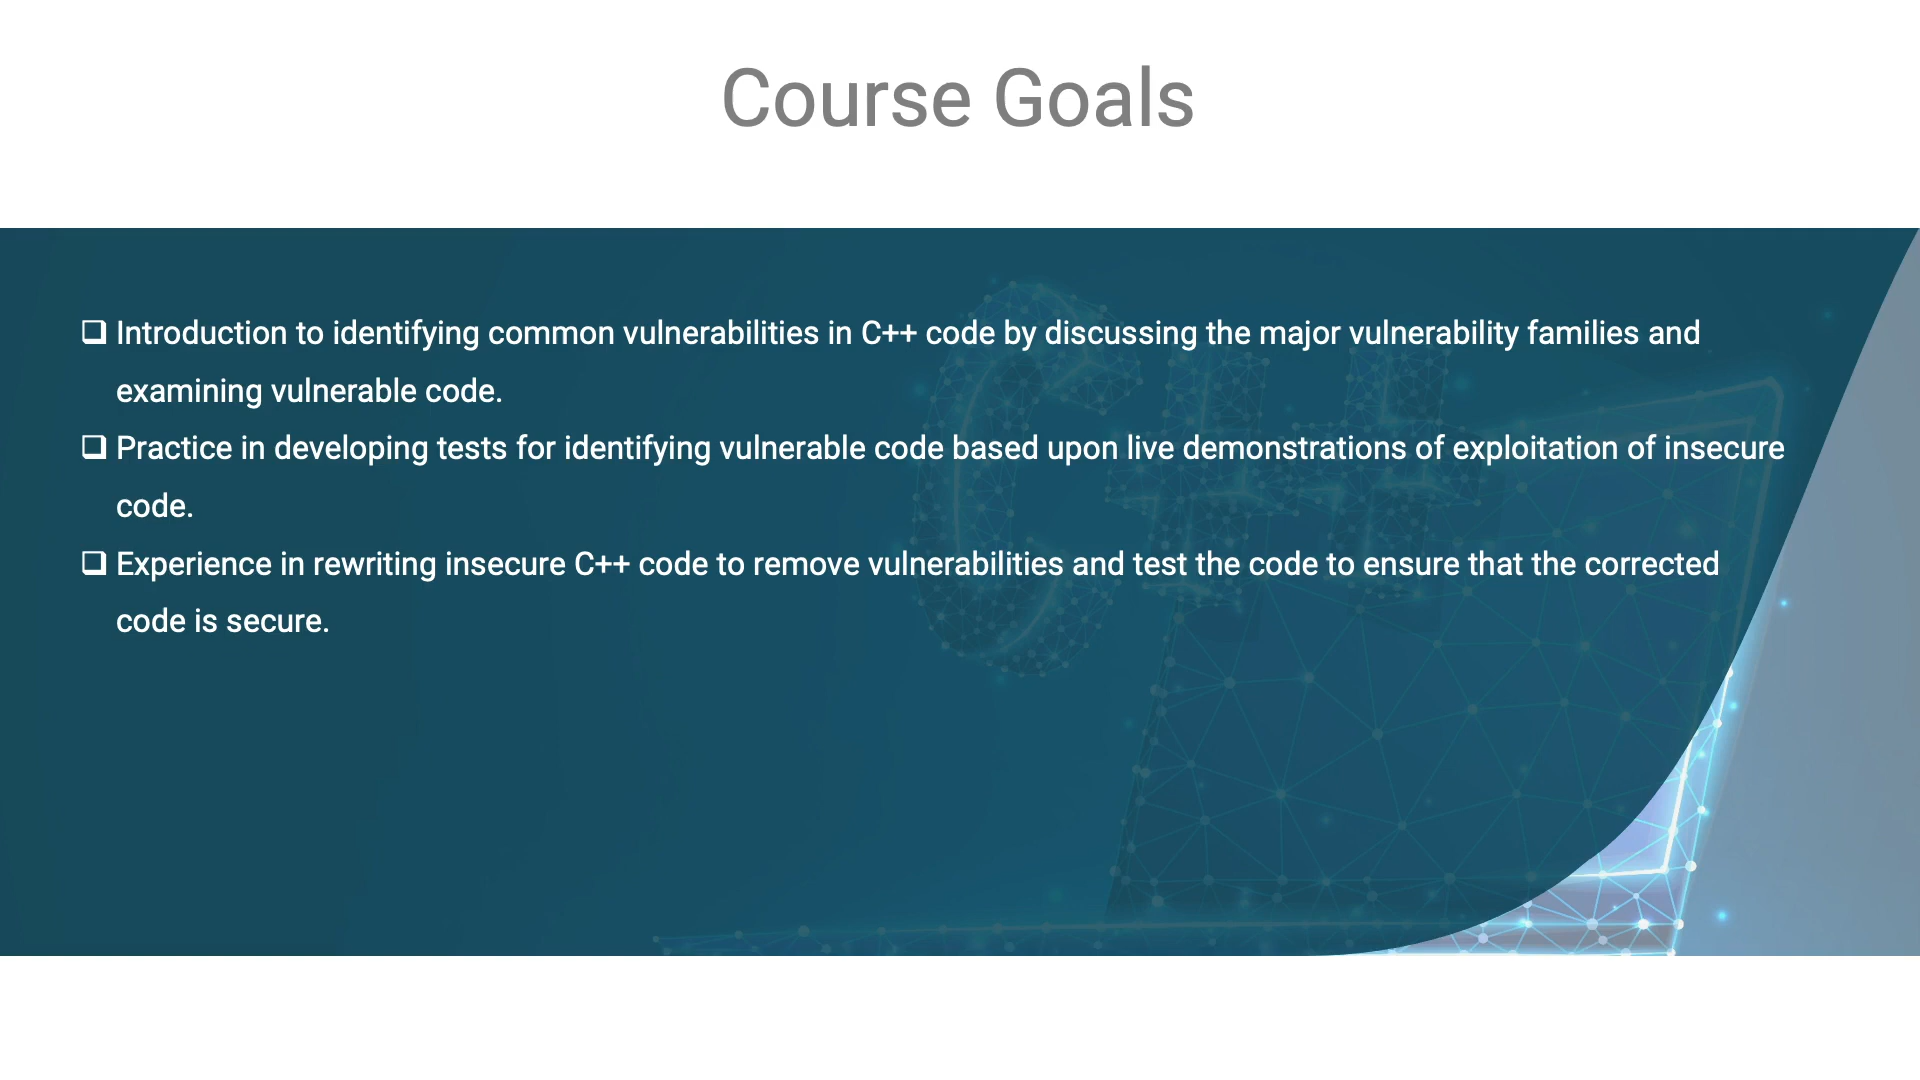 Course Goals
❑ Introduction to identifying common vulnerabilities in C++ code by discussing the major vulnerability families and
examining vulnerable code.
❑ Practice in developing tests for identifying vulnerable code based upon live demonstrations of exploitation of insecure
code.
❑ Experience in rewriting insecure C++ code to remove vulnerabilities and test the code to ensure that the corrected
code is secure.
C++